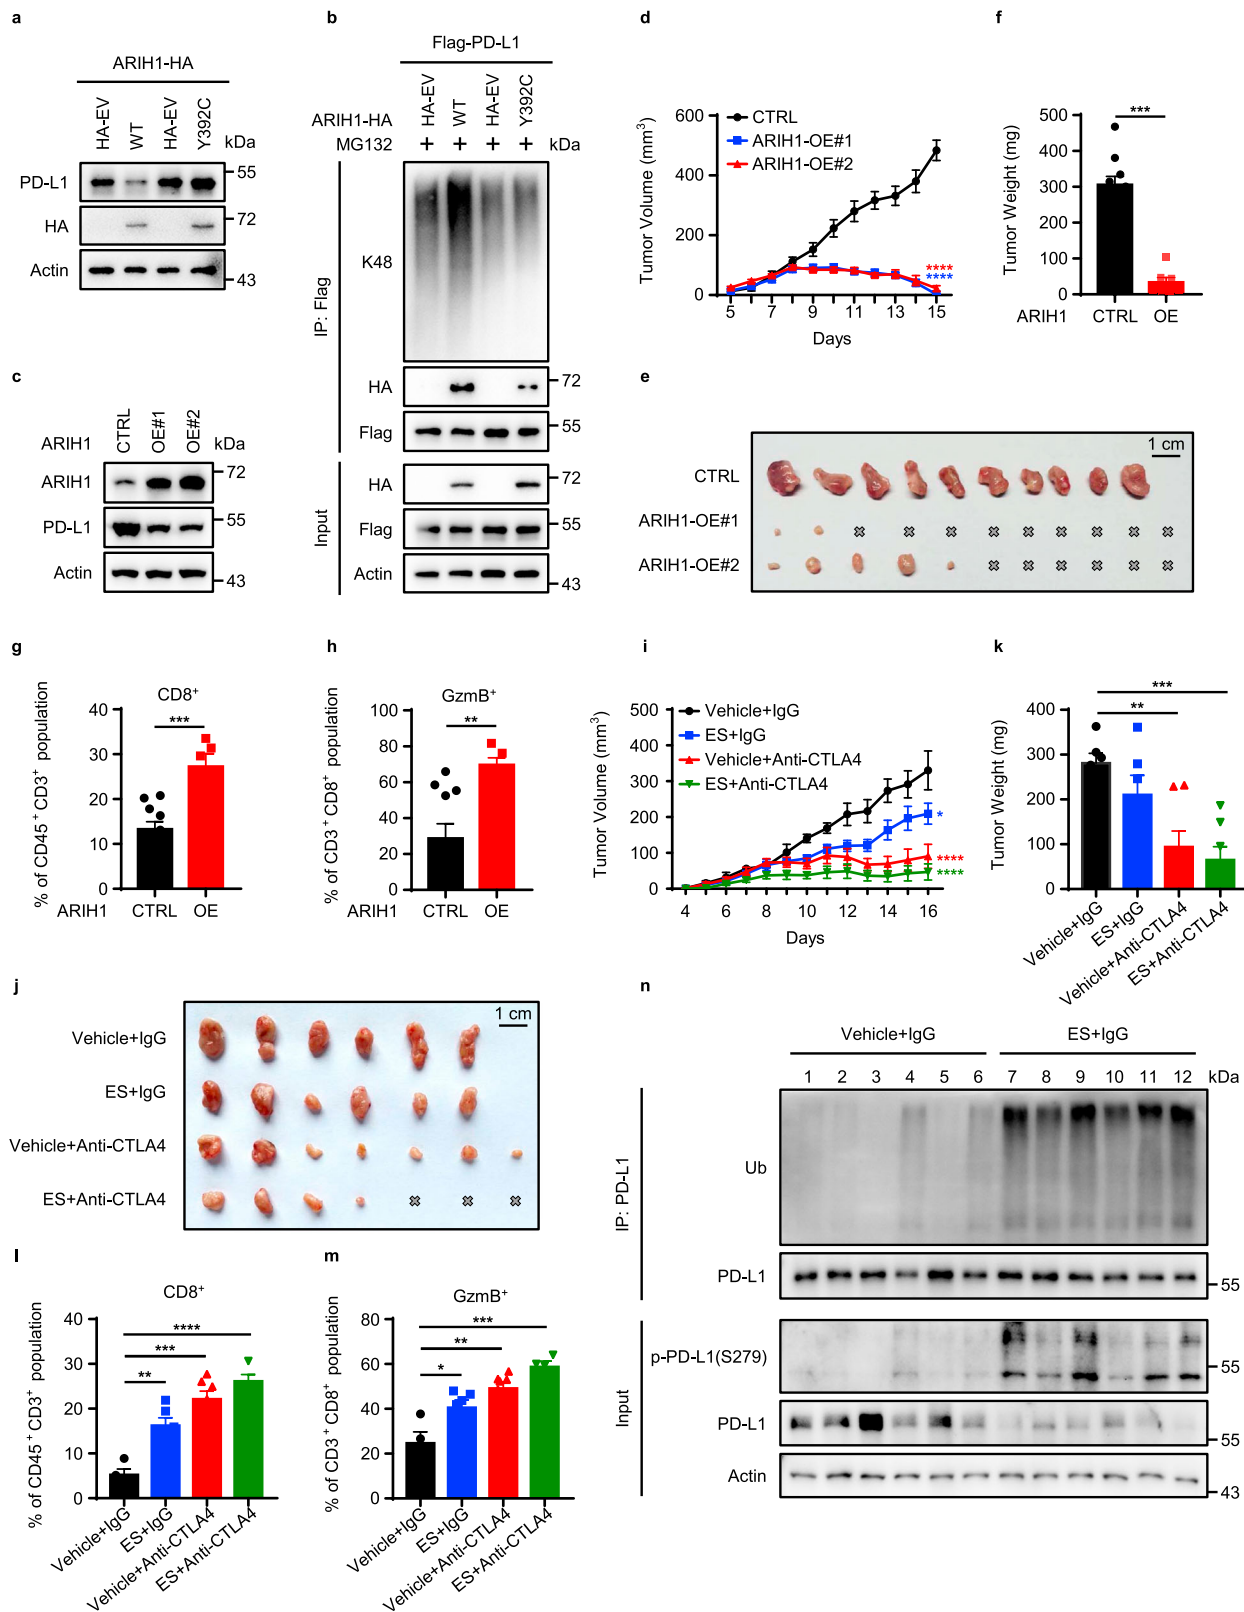 a
ARIH1-HA
HA-EV
WT
HA-EV
Y392C
kDa
PD-L1
55
HA
72
Actin
43
b
Flag-PD-L1
ARIH1-HA
HA-EV
WT
HA-EV
Y392C
MG132
+ + + +
kDa
IP: Flag
K48
HA
72
Flag
55
Input
HA
72
Flag
55
Actin
43
c
ARIH1
CTRL
OE#1
OE#2
kDa
ARIH1
72
PD-L1
55
Actin
43
d
Tumor Volume (mm³)
600
400
200
0
CTRL
ARIH1-OE#1
ARIH1-OE#2
****
****
5 7 9 11 13 15
Days
f
Tumor Weight (mg)
500
400
300
200
100
0
***
ARIH1
CTRL
OE
e
1 cm
CTRL
ARIH1-OE#1
ARIH1-OE#2
g
CD8⁺
% of CD45⁺ CD3⁺ population
40
30
20
10
0
***
ARIH1
CTRL
OE
h
GzmB⁺
% of CD3⁺ CD8⁺ population
100
80
60
40
20
0
**
CTRL
OE
i
Tumor Volume (mm³)
500
400
300
200
100
0
Vehicle+IgG
ES+IgG
Vehicle+Anti-CTLA4
ES+Anti-CTLA4
*
****
****
4 6 8 10 12 14 16
Days
k
Tumor Weight (mg)
400
300
200
100
0
***
**
Vehicle+IgG
ES+IgG
Vehicle+Anti-CTLA4
ES+Anti-CTLA4
j
1 cm
Vehicle+IgG
ES+IgG
Vehicle+Anti-CTLA4
ES+Anti-CTLA4
l
CD8⁺
% of CD45⁺ CD3⁺ population
40
30
20
10
0
****
***
**
Vehicle+IgG
ES+IgG
Vehicle+Anti-CTLA4
ES+Anti-CTLA4
m
GzmB⁺
% of CD3⁺ CD8⁺ population
80
60
40
20
0
***
**
*
Vehicle+IgG
ES+IgG
Vehicle+Anti-CTLA4
ES+Anti-CTLA4
n
Vehicle+IgG
ES+IgG
1 2 3 4 5 6 7 8 9 10 11 12 kDa
IP: PD-L1
Ub
PD-L1
55
Input
p-PD-L1(S279)
55
PD-L1
55
Actin
43